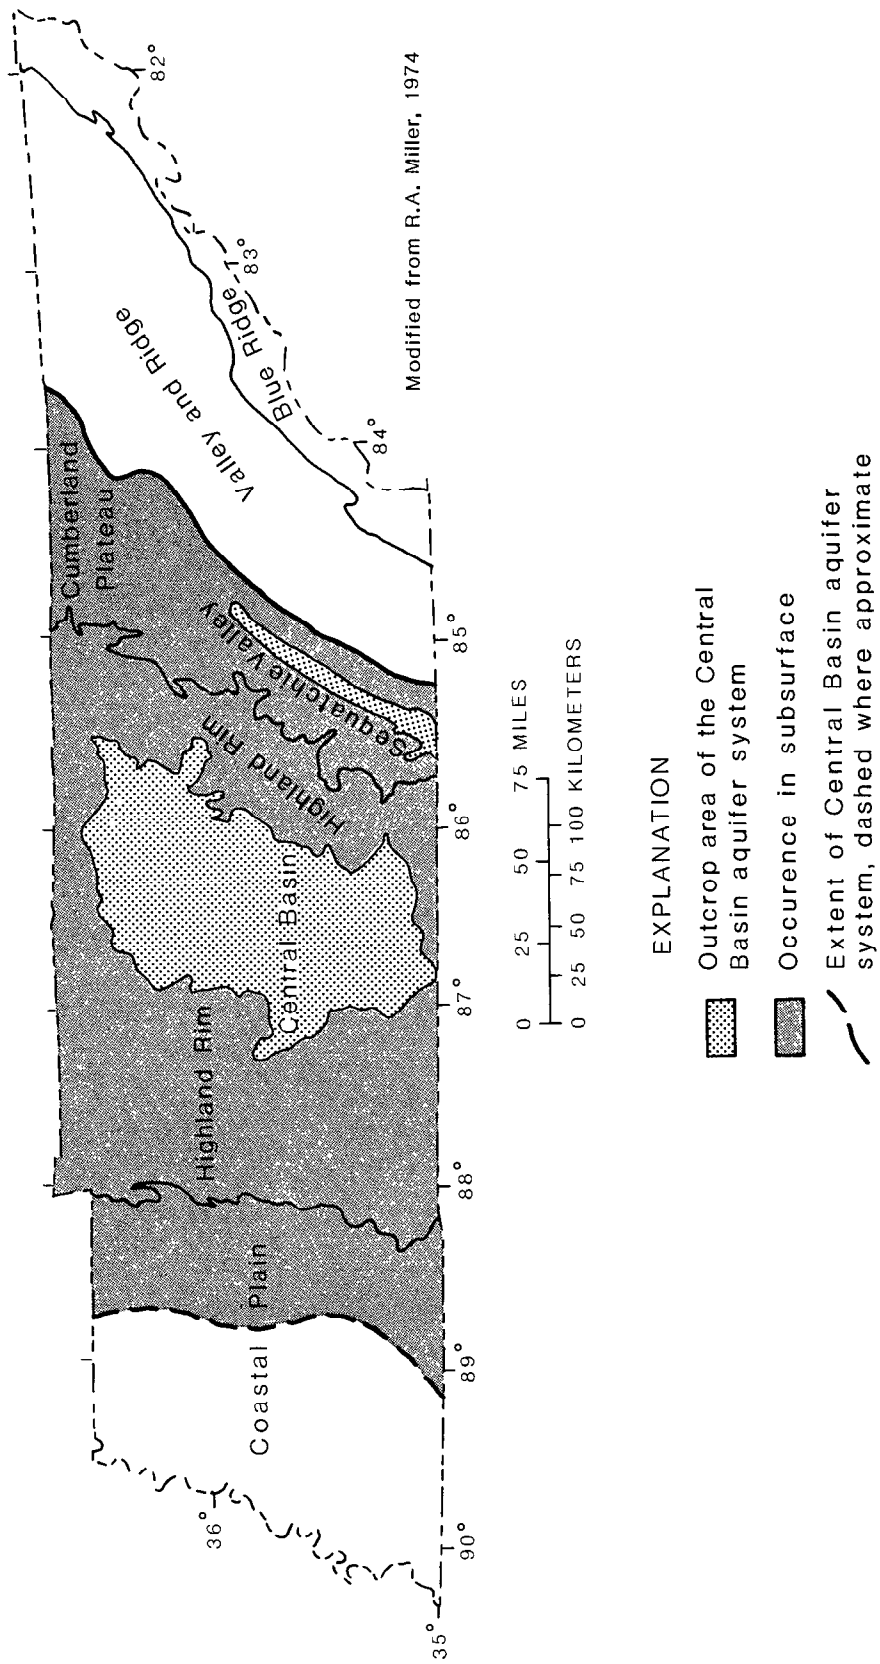 82°
83°
84°
Modified from R.A. Miller, 1974
Valley and Ridge
Blue Ridge
Cumberland
Plateau
Sequatchie Valley
Highland Rim
Central Basin
Highland Rim
Coastal Plain
36°
35°
90°
89°
88°
87°
86°
85°
0 25 50 75 MILES
0 25 50 75 100 KILOMETERS
EXPLANATION
Outcrop area of the Central
Basin aquifer system
Occurence in subsurface
Extent of Central Basin aquifer
system, dashed where approximate